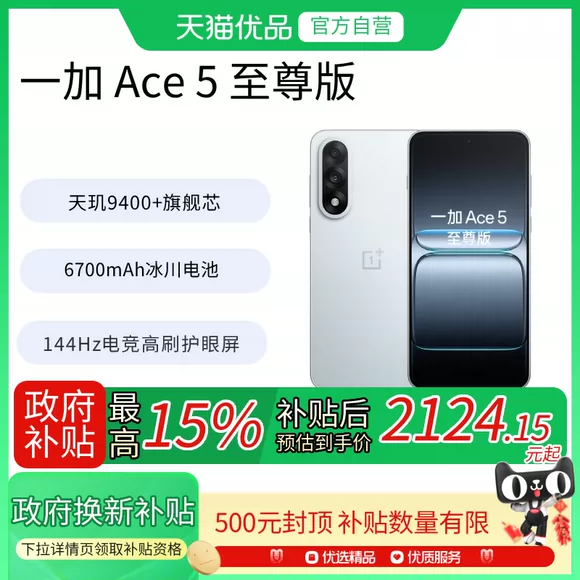 天猫优品 官方自营
一加 Ace 5 至尊版
天玑9400+旗舰芯
6700mAh冰川电池
144Hz电竞高刷护眼屏
一加 Ace 5
至尊版
1+
政府补贴
最高15%
补贴后
预估到手价
2124.15
元起
政府换新补贴
下拉详情页领取补贴资格
500元封顶 补贴数量有限
优选精品 优质服务